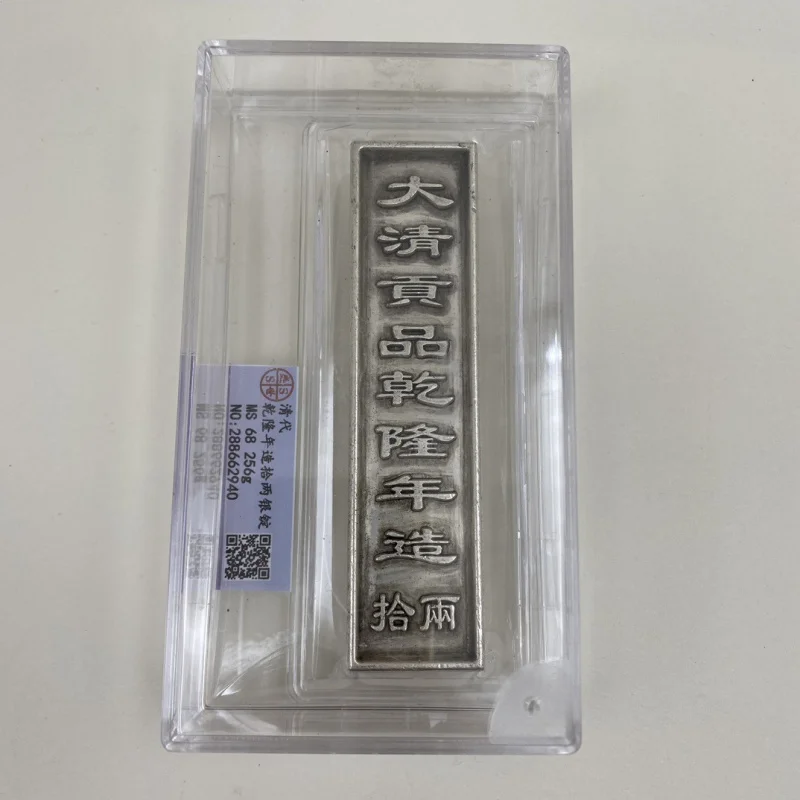 大清貢品乾隆年造
拾兩
清代
乾隆年造拾两银锭
MS 68 256g
NO:288662940